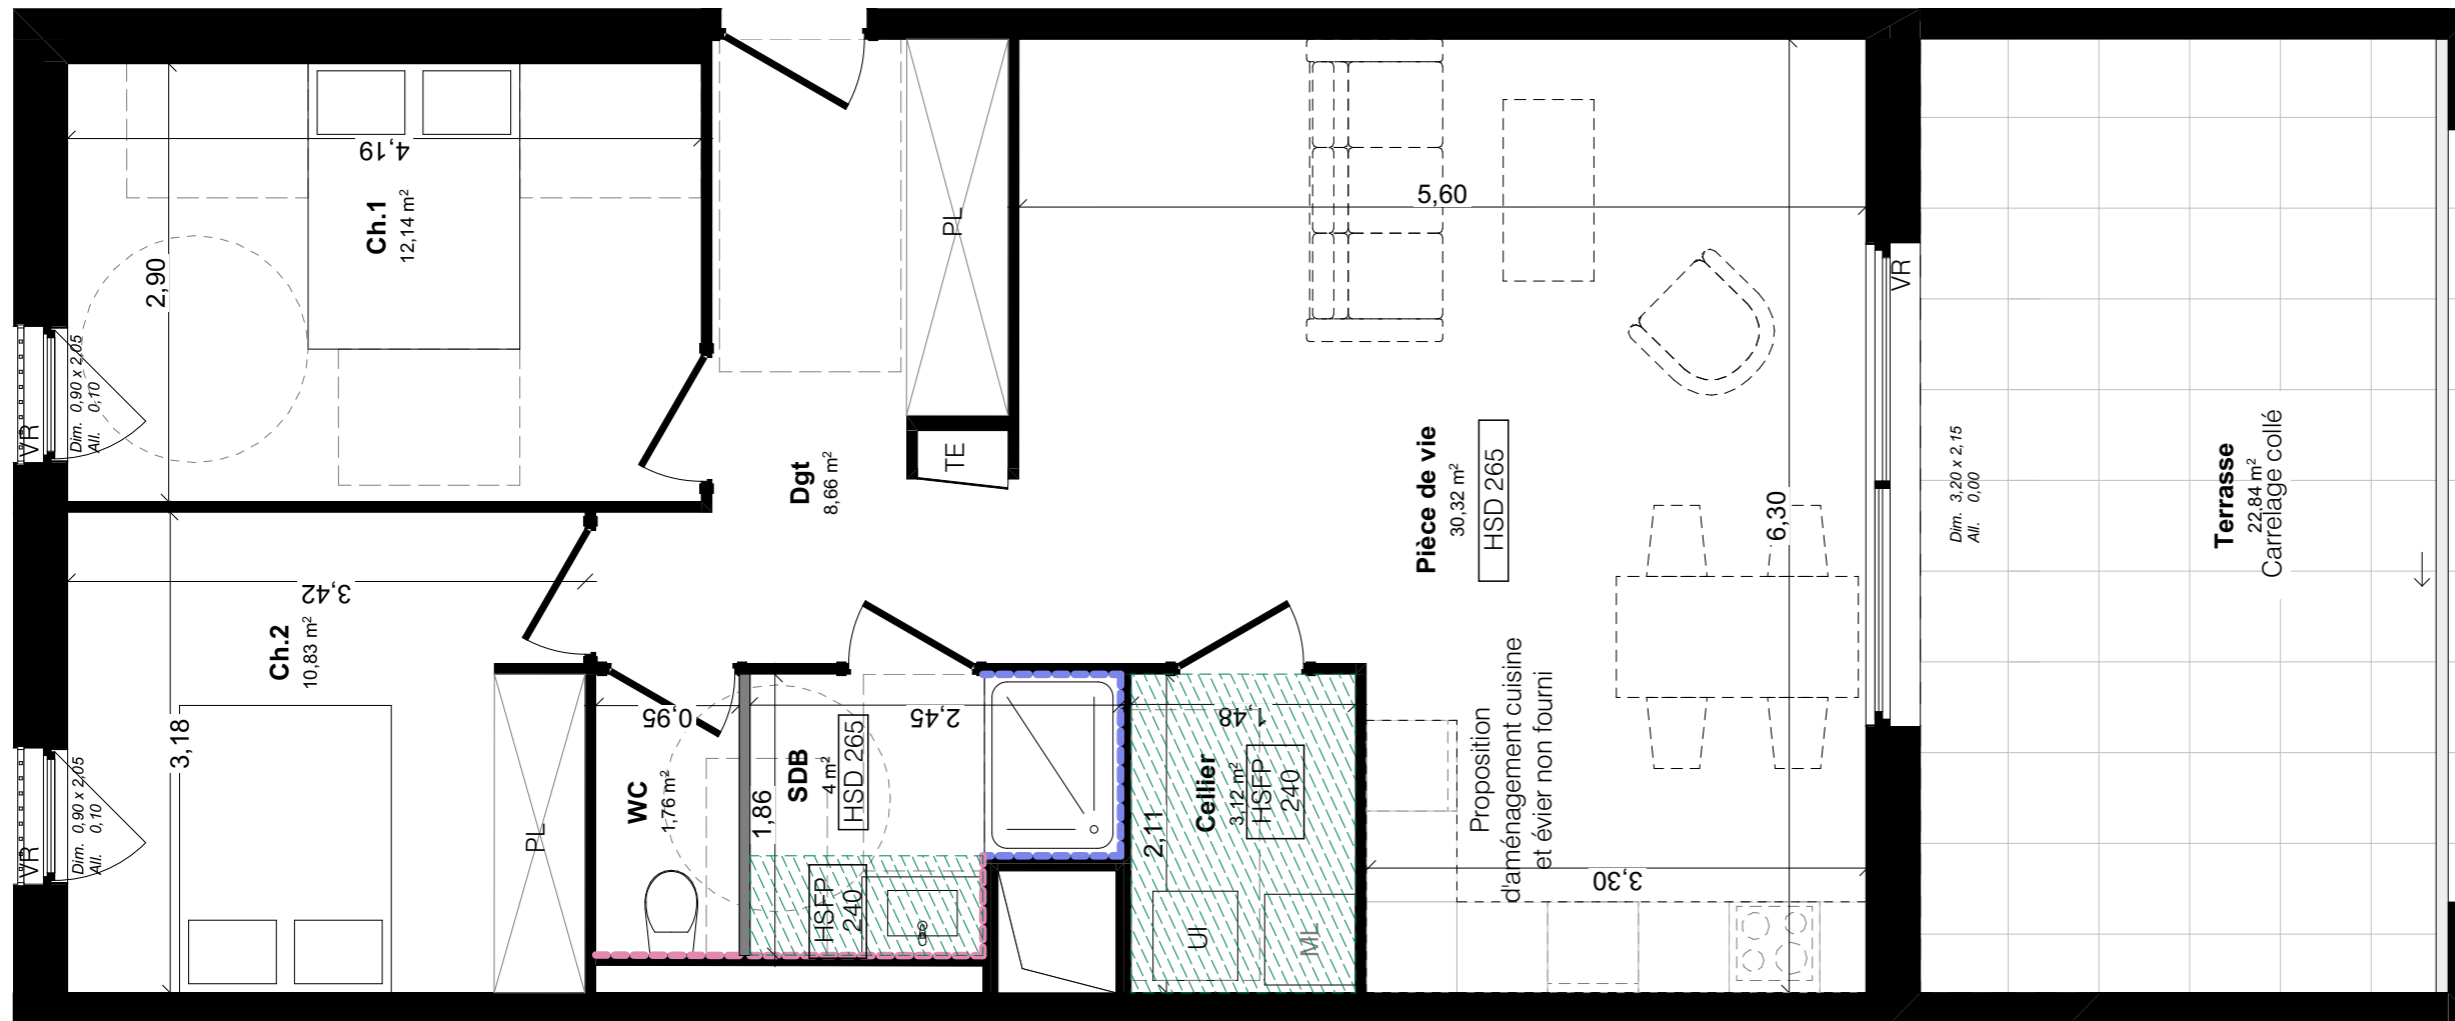 4,19
Ch.1
12,14 m²
2,90
VR
Dim. 0,90 x 2,05
All. 0,10
3,42
Ch.2
10,83 m²
3,18
VR
Dim. 0,90 x 2,05
All. 0,10
PL
PL
TE
Dgt
8,66 m²
0,95
WC
1,76 m²
2,45
SDB
4 m²
HSD 265
1,86
HSFP
240
1,48
Cellier
3,12 m²
HSFP
240
2,11
UI
ML
5,60
Pièce de vie
30,32 m²
HSD 265
6,30
Proposition
d'aménagement cuisine
et évier non fourni
3,30
VR
Dim. 3,20 x 2,15
All. 0,00
Terrasse
22,84 m²
Carrelage collé